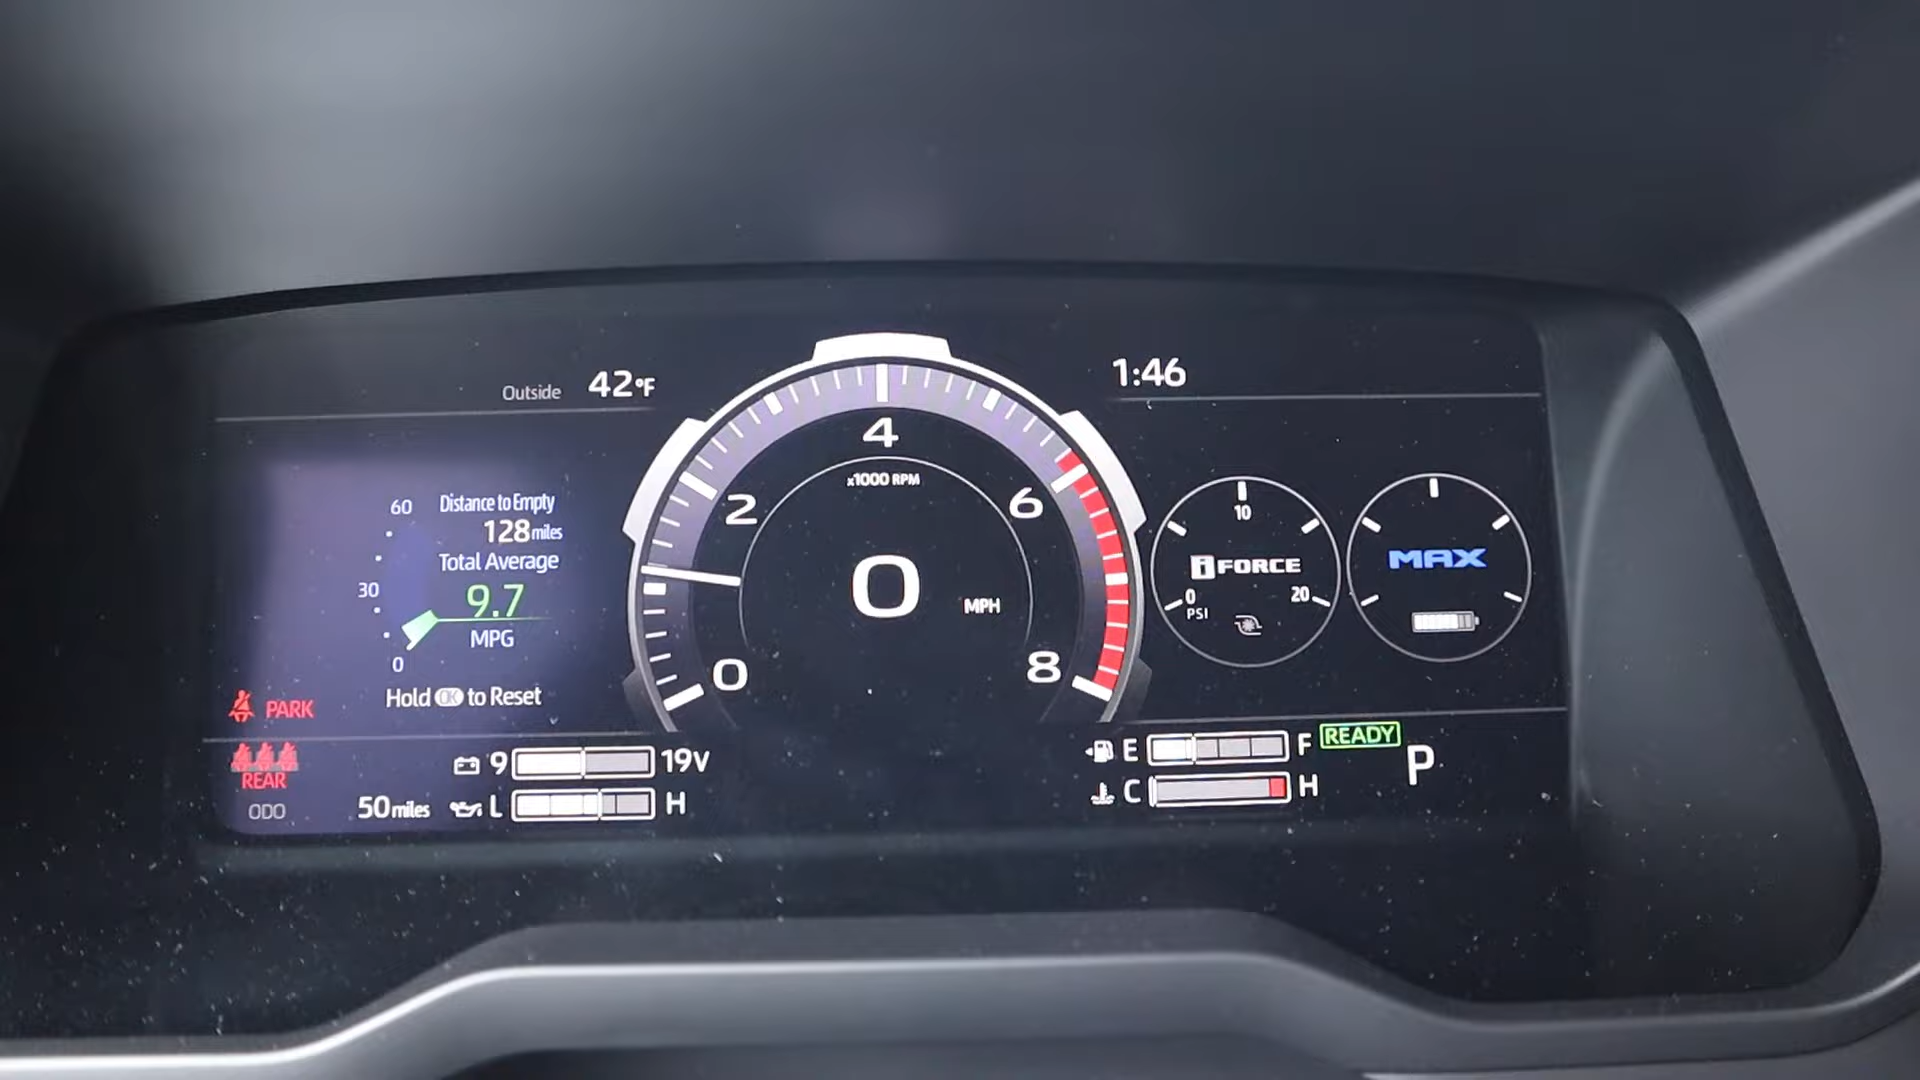 Outside 42°F
1:46
60 Distance to Empty
128 miles
Total Average
30
9.7
MPG
0
Hold OK to Reset
4
x1000 RPM
2
6
0
MPH
0
8
10
iFORCE
0
20
PSI
MAX
PARK
REAR
ODO 50 miles
9 19V
L H
E F
C H
READY
P